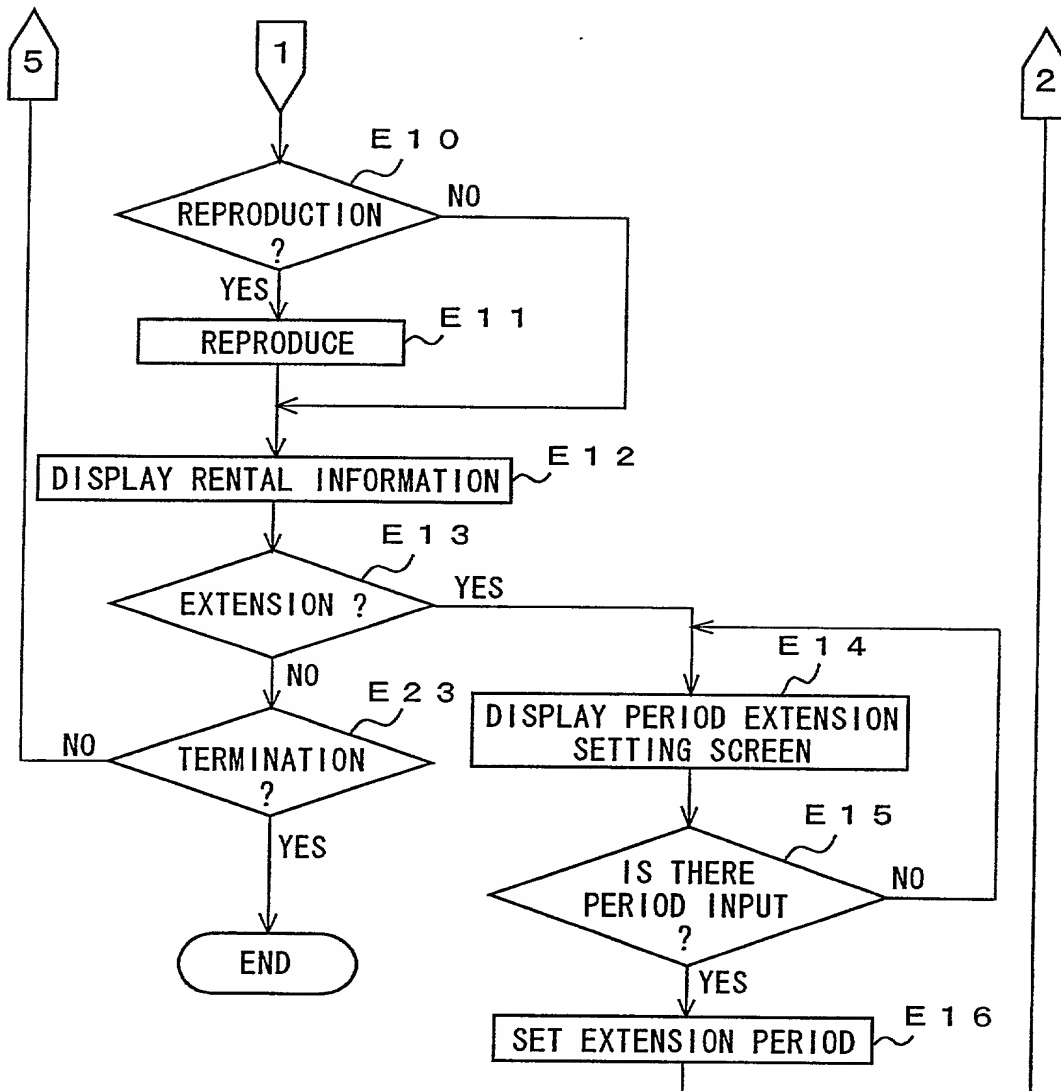 5
1
2
E10
REPRODUCTION
?
NO
YES
REPRODUCE
E11
DISPLAY RENTAL INFORMATION
E12
E13
EXTENSION ?
YES
NO
E14
DISPLAY PERIOD EXTENSION
SETTING SCREEN
E23
TERMINATION
?
NO
YES
END
E15
IS THERE
PERIOD INPUT
?
NO
YES
SET EXTENSION PERIOD
E16